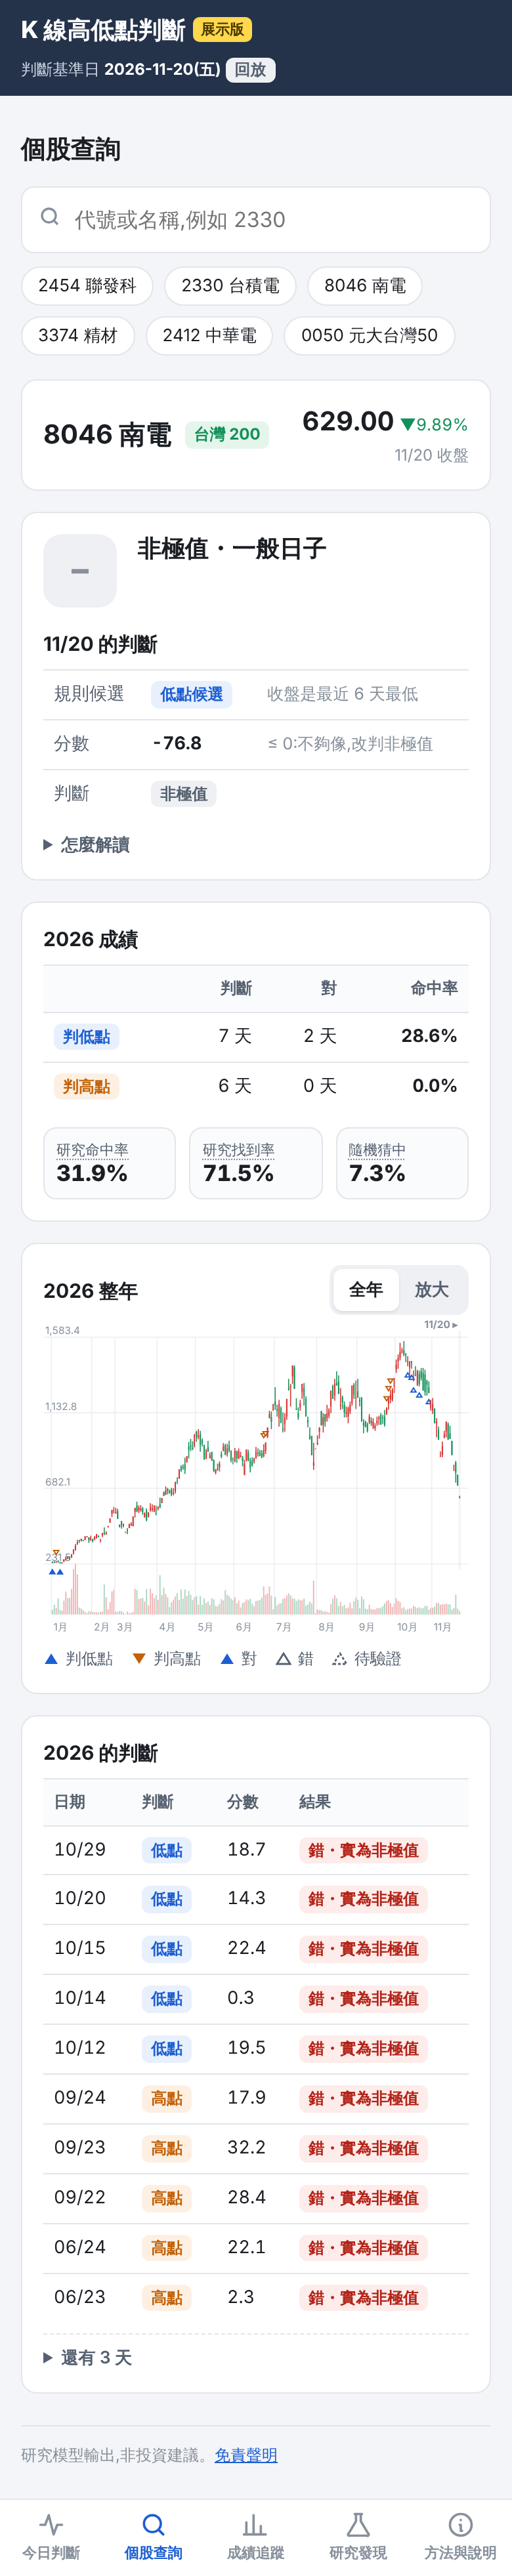 K 線高低點判斷 展示版
判斷基準日 2026-11-20(五) 回放
個股查詢
代號或名稱,例如 2330
2454 聯發科 2330 台積電 8046 南電
3374 精材 2412 中華電 0050 元大台灣50
8046 南電 台灣 200 629.00 ▼9.89%
11/20 收盤
– 非極值・一般日子
11/20 的判斷
規則候選 低點候選 收盤是最近 6 天最低
分數 -76.8 ≤ 0:不夠像,改判非極值
判斷 非極值
▶ 怎麼解讀
2026 成績
判斷 對 命中率
判低點 7 天 2 天 28.6%
判高點 6 天 0 天 0.0%
研究命中率 研究找到率 隨機猜中
31.9% 71.5% 7.3%
2026 整年 全年 放大
11/20 ▸
1,583.4
1,132.8
682.1
1月 2月 3月 4月 5月 6月 7月 8月 9月 10月 11月
▲ 判低點 ▼ 判高點 ▲ 對 △ 錯 △ 待驗證
2026 的判斷
日期 判斷 分數 結果
10/29 低點 18.7 錯・實為非極值
10/20 低點 14.3 錯・實為非極值
10/15 低點 22.4 錯・實為非極值
10/14 低點 0.3 錯・實為非極值
10/12 低點 19.5 錯・實為非極值
09/24 高點 17.9 錯・實為非極值
09/23 高點 32.2 錯・實為非極值
09/22 高點 28.4 錯・實為非極值
06/24 高點 22.1 錯・實為非極值
06/23 高點 2.3 錯・實為非極值
▶ 還有 3 天
研究模型輸出,非投資建議。免責聲明
今日判斷 個股查詢 成績追蹤 研究發現 方法與說明